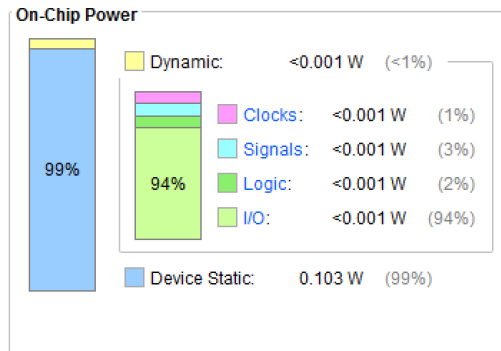 On-Chip Power
Dynamic: <0.001 W (<1%)
Clocks: <0.001 W (1%)
Signals: <0.001 W (3%)
99%
94%
Logic: <0.001 W (2%)
I/O: <0.001 W (94%)
Device Static: 0.103 W (99%)